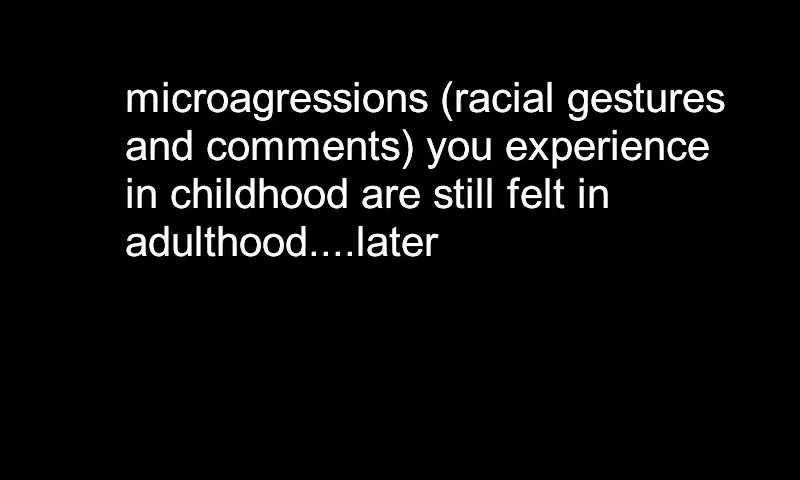 microagressions (racial gestures
and comments) you experience
in childhood are still felt in
adulthood....later